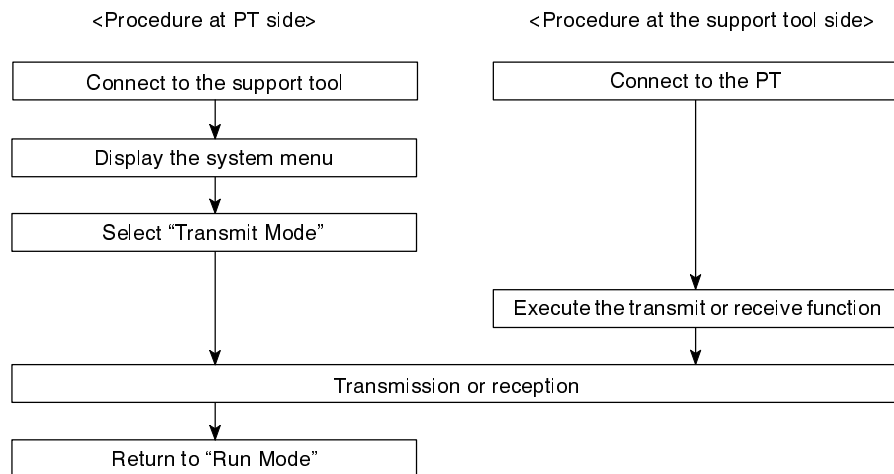 <Procedure at PT side>
<Procedure at the support tool side>
Connect to the support tool
Connect to the PT
Display the system menu
Select “Transmit Mode”
Execute the transmit or receive function
Transmission or reception
Return to “Run Mode”